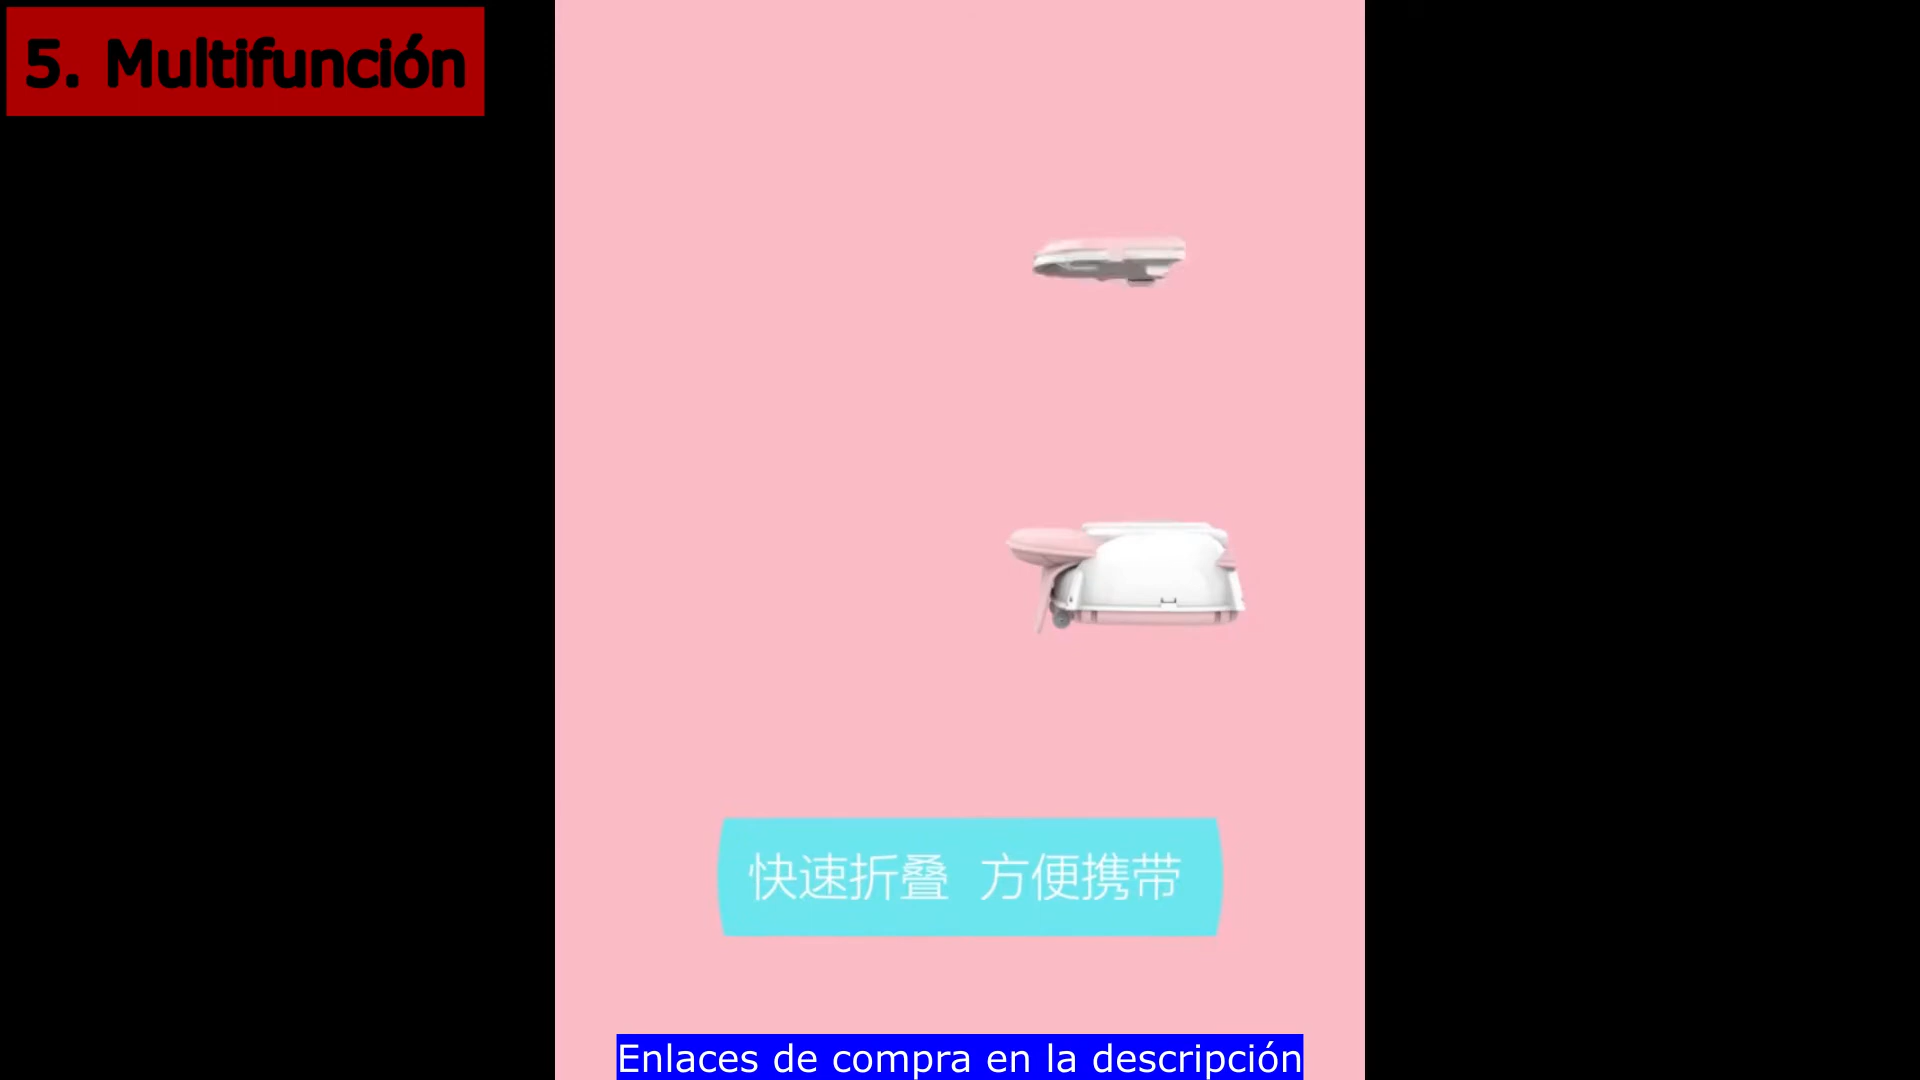 5. Multifunción
快速折叠 方便携带
Enlaces de compra en la descripción